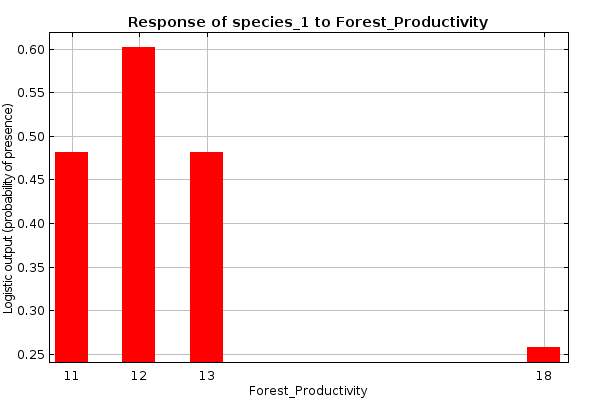 Response of species_1 to Forest_Productivity
Logistic output (probability of presence)
0.60
0.55
0.50
0.45
0.40
0.35
0.30
0.25
11 12 13 18
Forest_Productivity